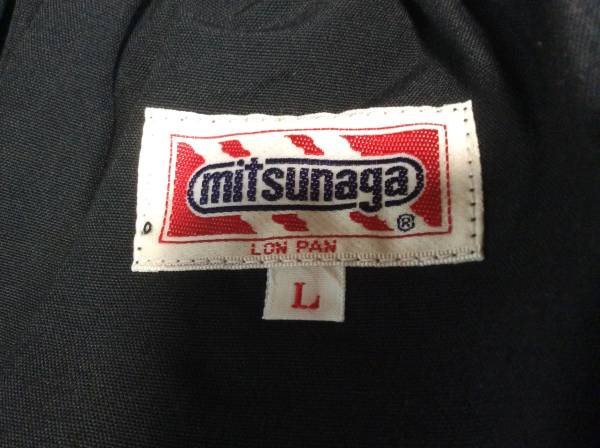 mitsunaga
®
LON PAN
L